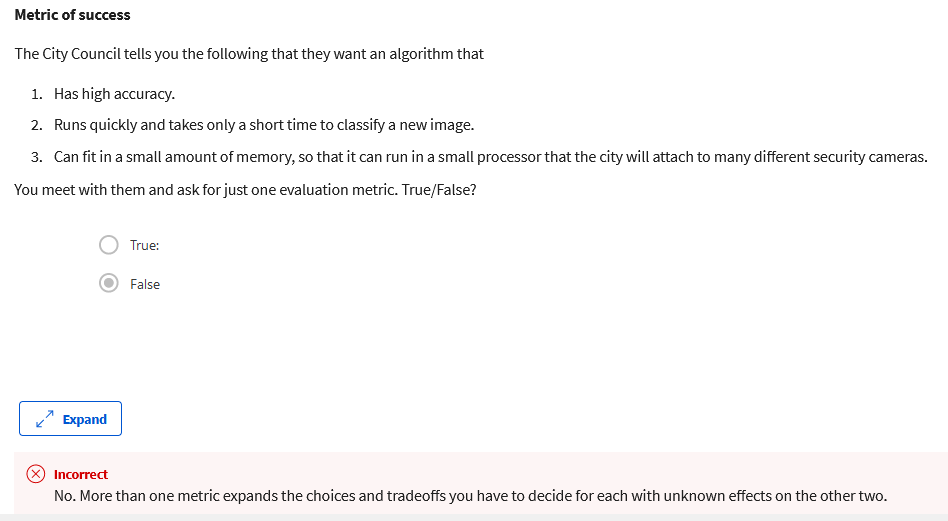 Metric of success
The City Council tells you the following that they want an algorithm that
1. Has high accuracy.
2. Runs quickly and takes only a short time to classify a new image.
3. Can fit in a small amount of memory, so that it can run in a small processor that the city will attach to many different security cameras.
You meet with them and ask for just one evaluation metric. True/False?
True:
False
Expand
Incorrect
No. More than one metric expands the choices and tradeoffs you have to decide for each with unknown effects on the other two.